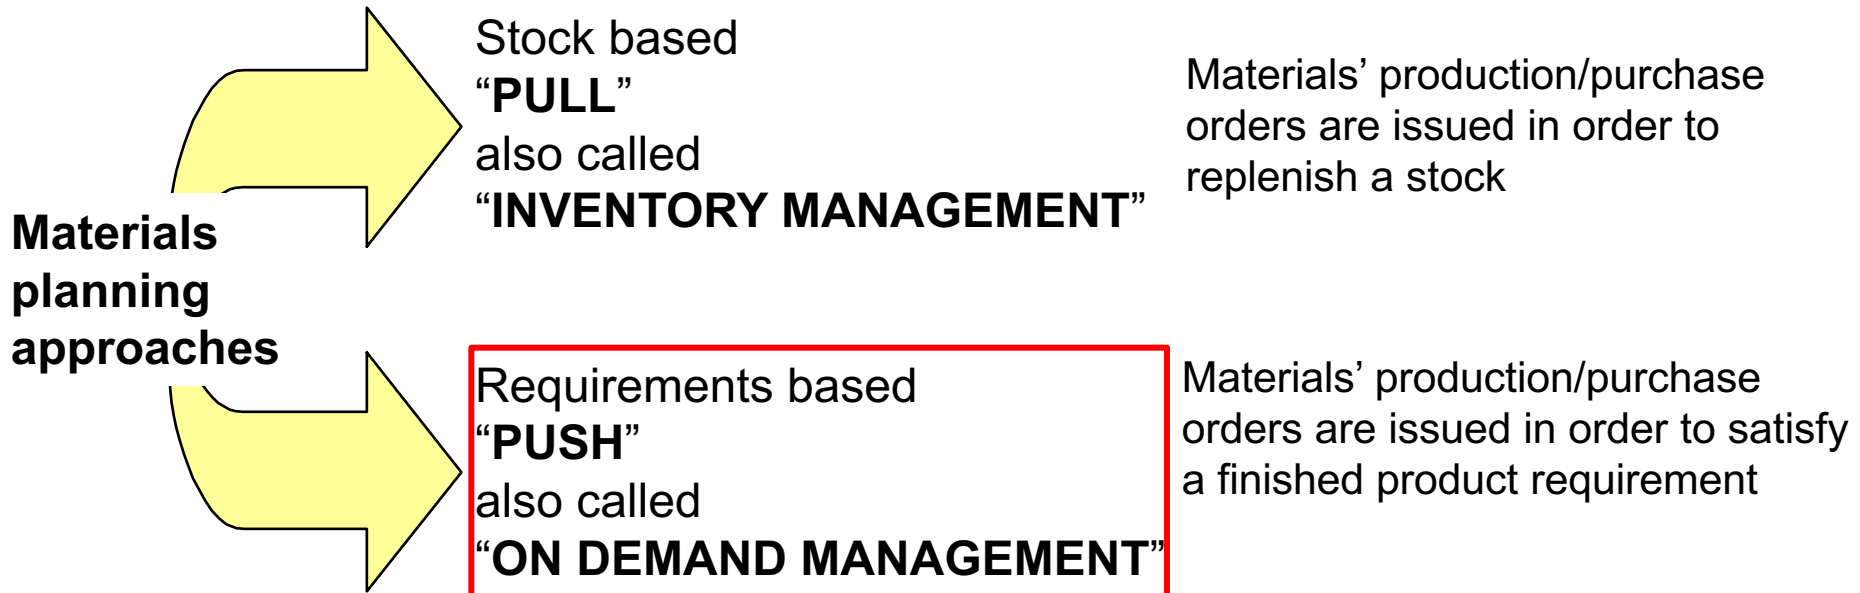 Materials
planning
approaches
Stock based
“PULL”
also called
“INVENTORY MANAGEMENT”
Materials’ production/purchase
orders are issued in order to
replenish a stock
Requirements based
“PUSH”
also called
“ON DEMAND MANAGEMENT”
Materials’ production/purchase
orders are issued in order to satisfy
a finished product requirement